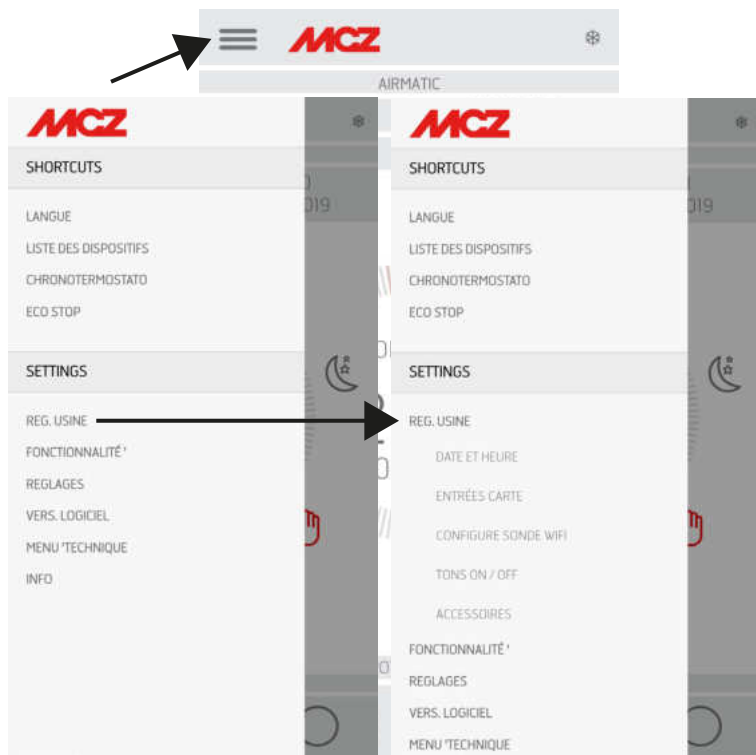 MCZ
AIRMATIC
MCZ
SHORTCUTS
019
LANGUE
LISTE DES DISPOSITIFS
CHRONOTERMOSTATO
ECO STOP
SETTINGS
REG. USINE
FONCTIONNALITÉ '
REGLAGES
VERS. LOGICIEL
MENU 'TECHNIQUE
INFO
MCZ
SHORTCUTS
019
LANGUE
LISTE DES DISPOSITIFS
CHRONOTERMOSTATO
ECO STOP
SETTINGS
REG. USINE
DATE ET HEURE
ENTRÉES CARTE
CONFIGURE SONDE WIFI
TONS ON / OFF
ACCESSOIRES
FONCTIONNALITÉ '
REGLAGES
VERS. LOGICIEL
MENU 'TECHNIQUE